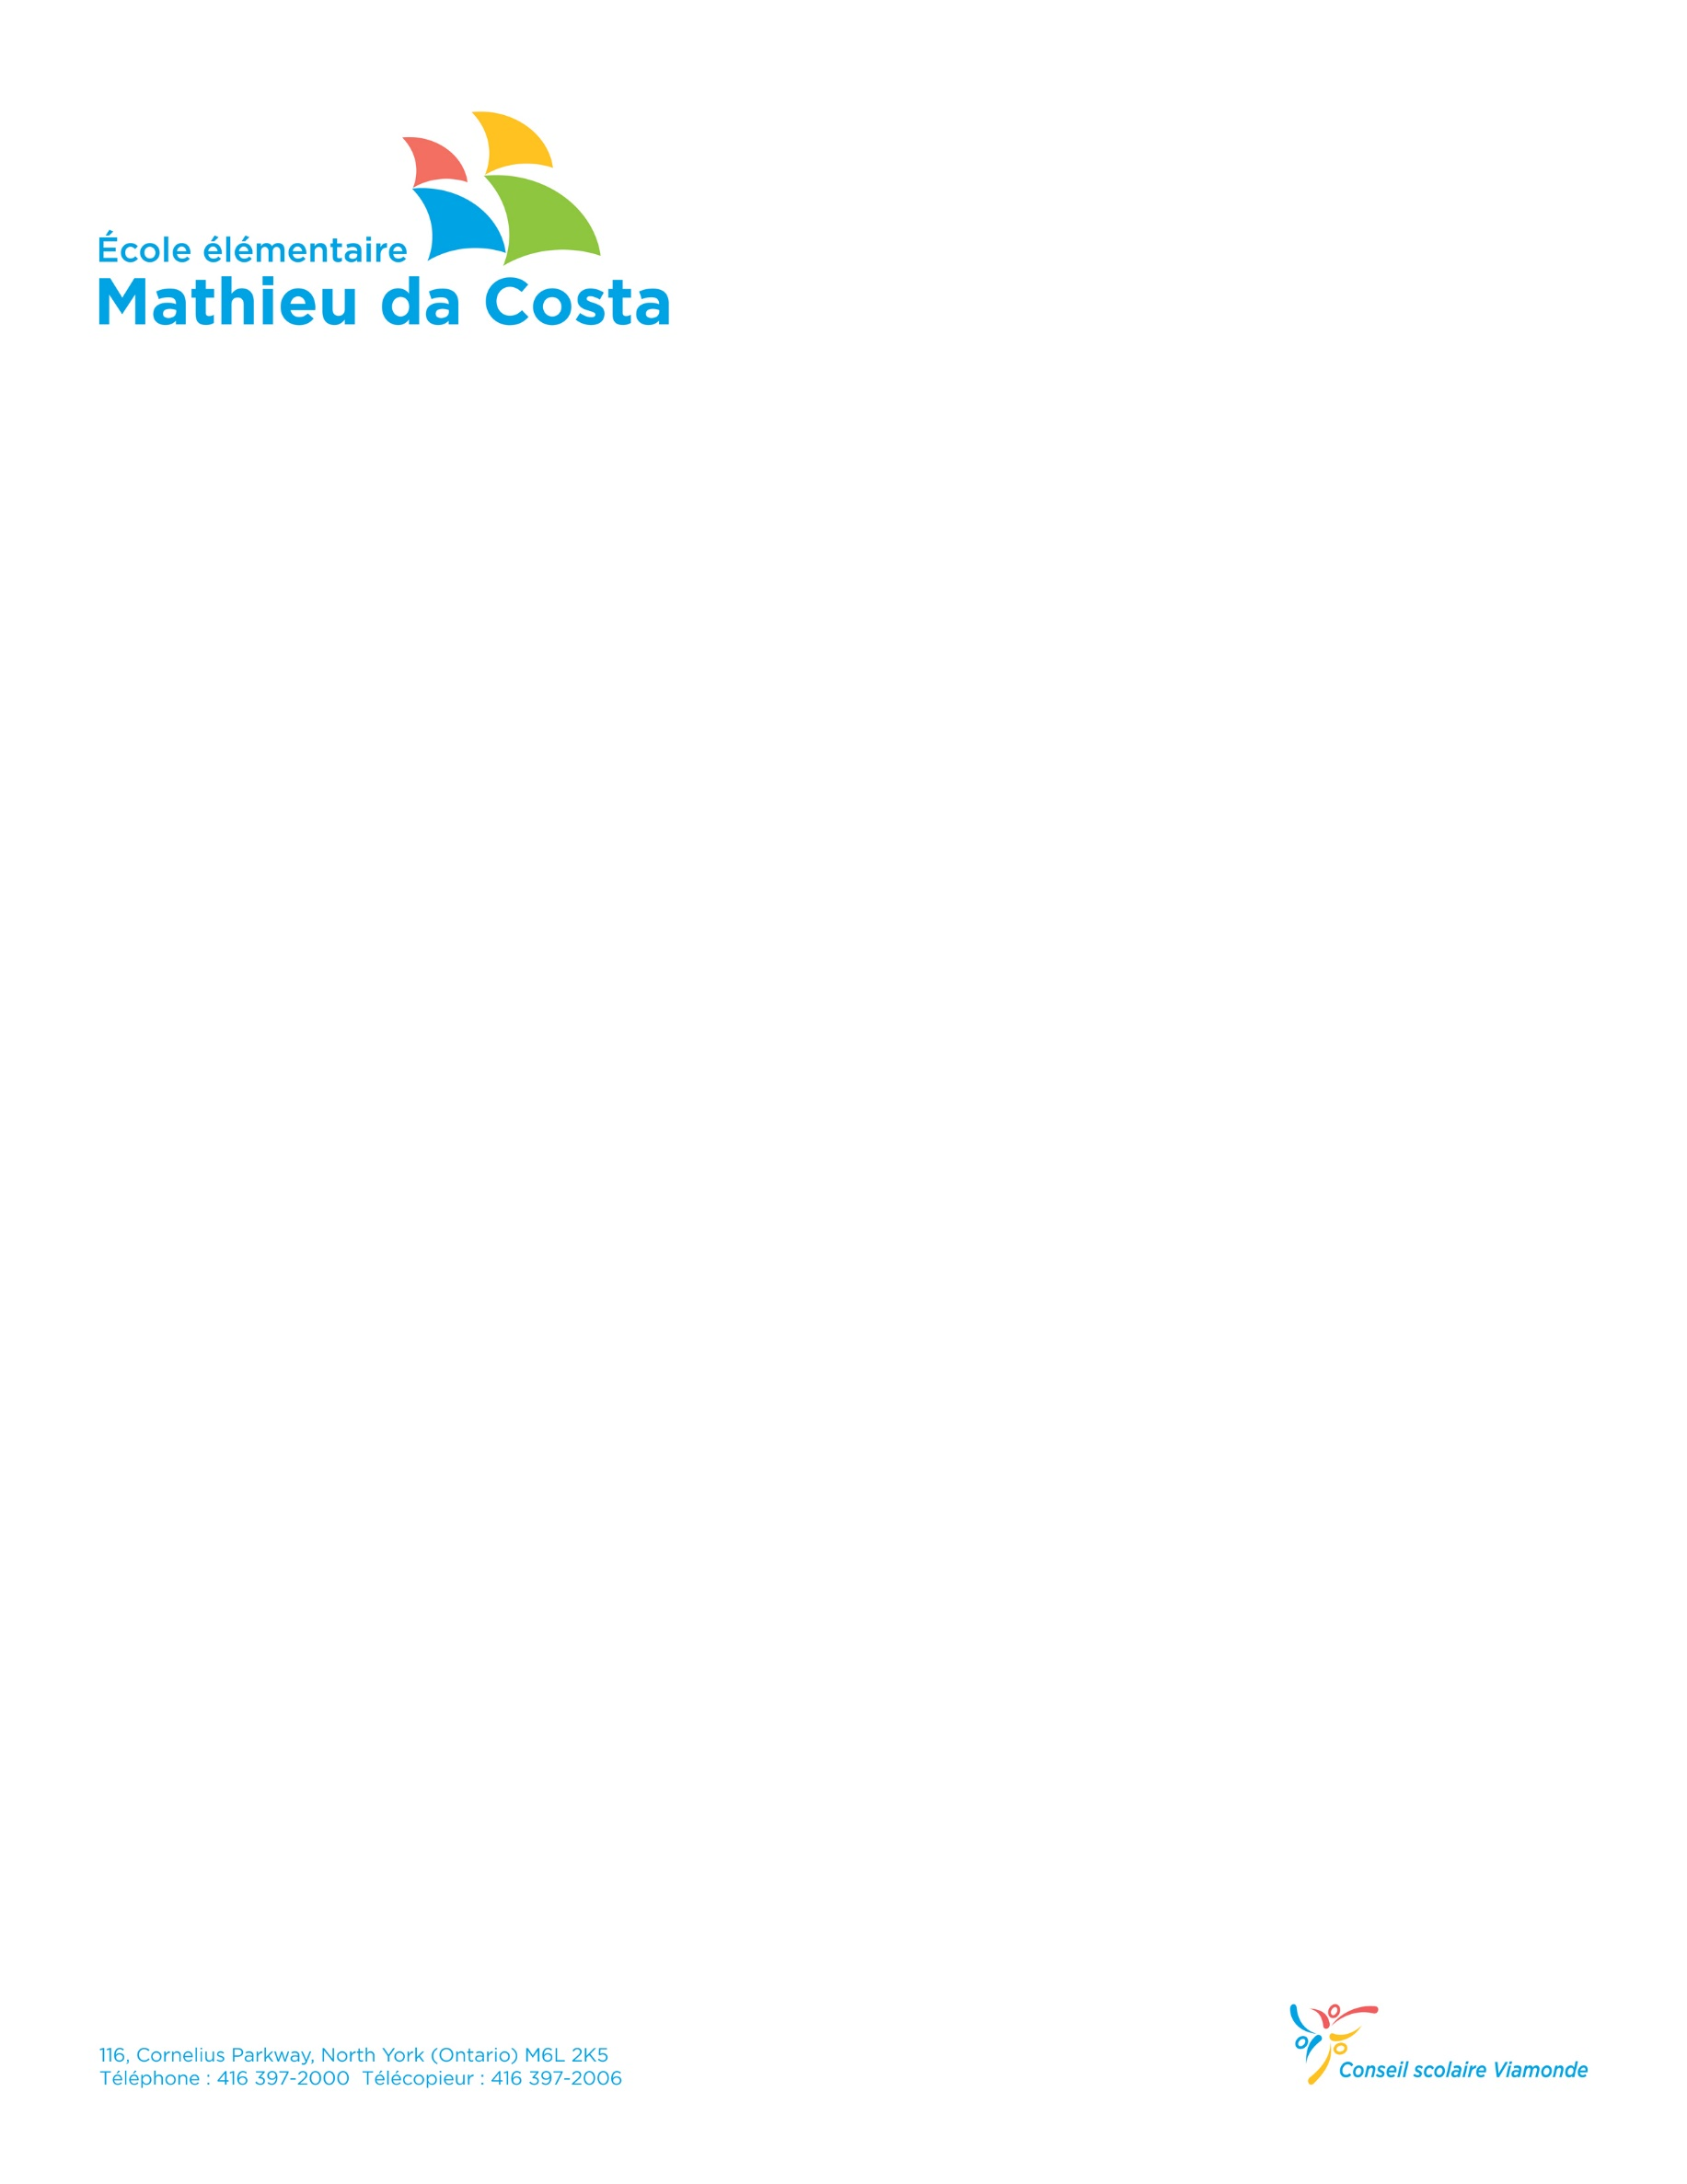 École élémentaire
Mathieu da Costa
116, Cornelius Parkway, North York (Ontario) M6L 2K5
Téléphone : 416 397-2000  Télécopieur : 416 397-2006
Conseil scolaire Viamonde